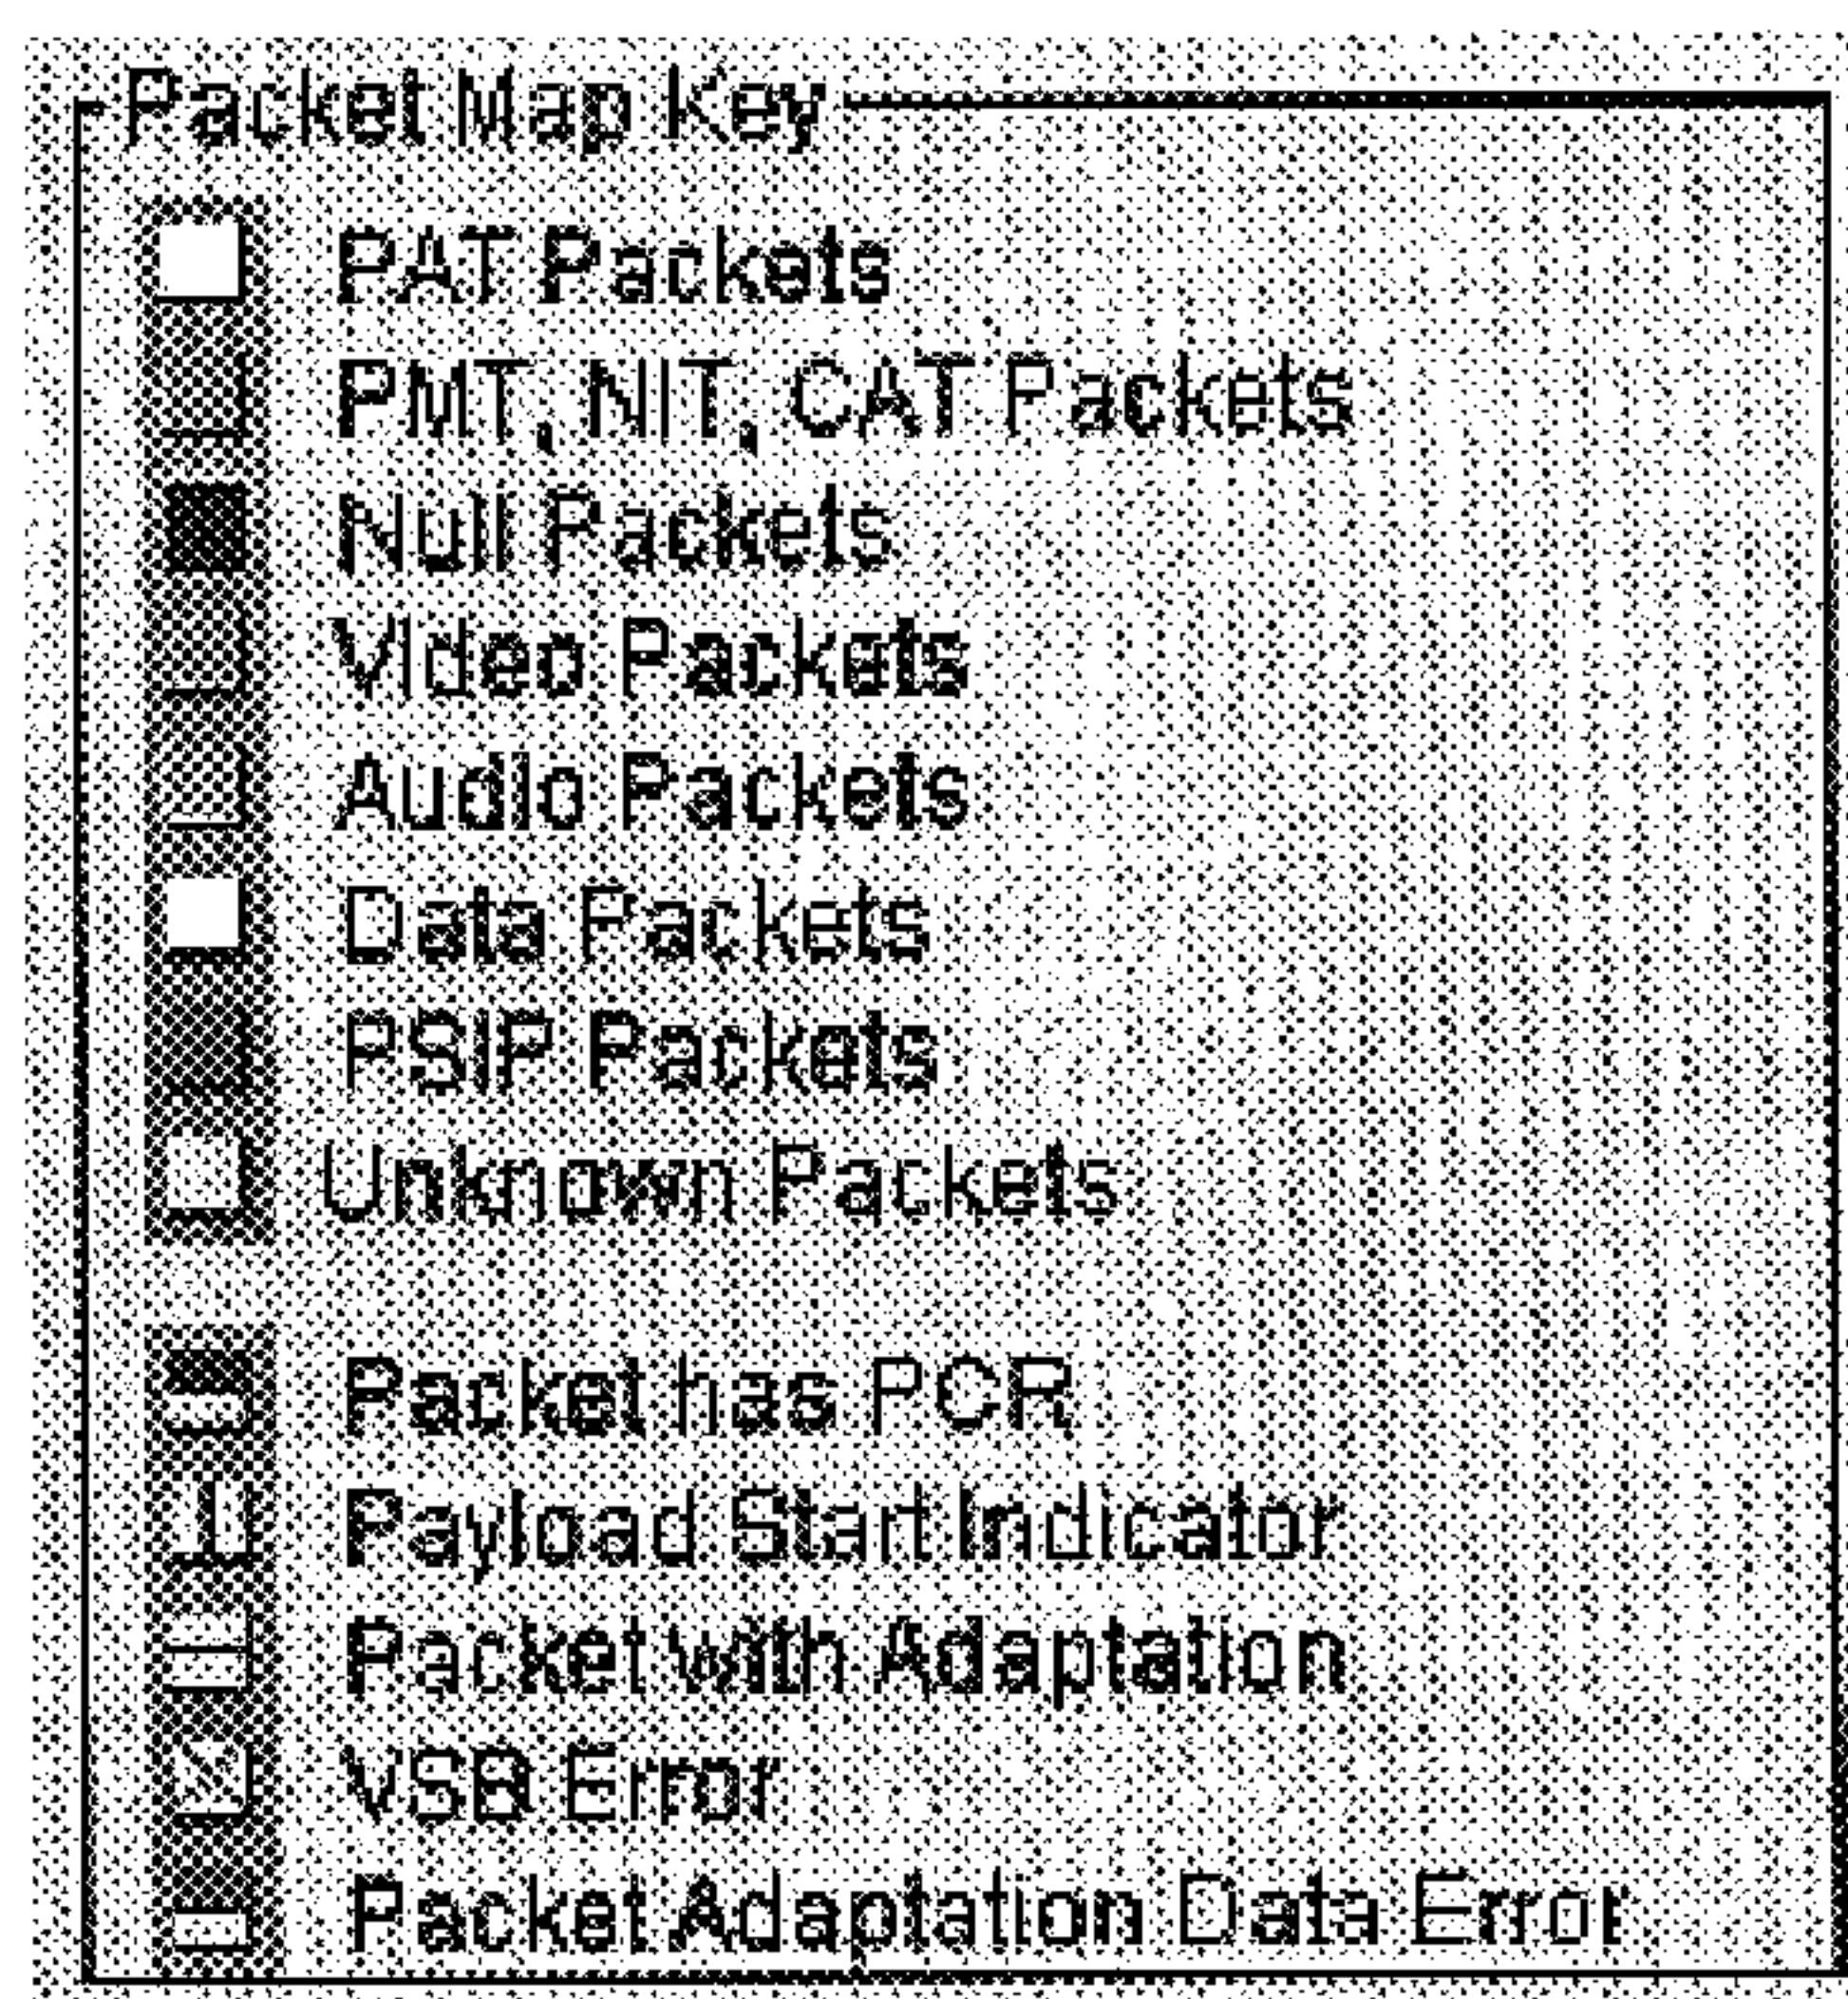 Packet Map Key
PAT Packets
PMT, NIT, CAT Packets
Null Packets
Video Packets
Audio Packets
Data Packets
PSIP Packets
Unknown Packets
Packet has PCR
Payload Start Indicator
Packet with Adaptation
VSB Error
Packet Adaptation Data Error